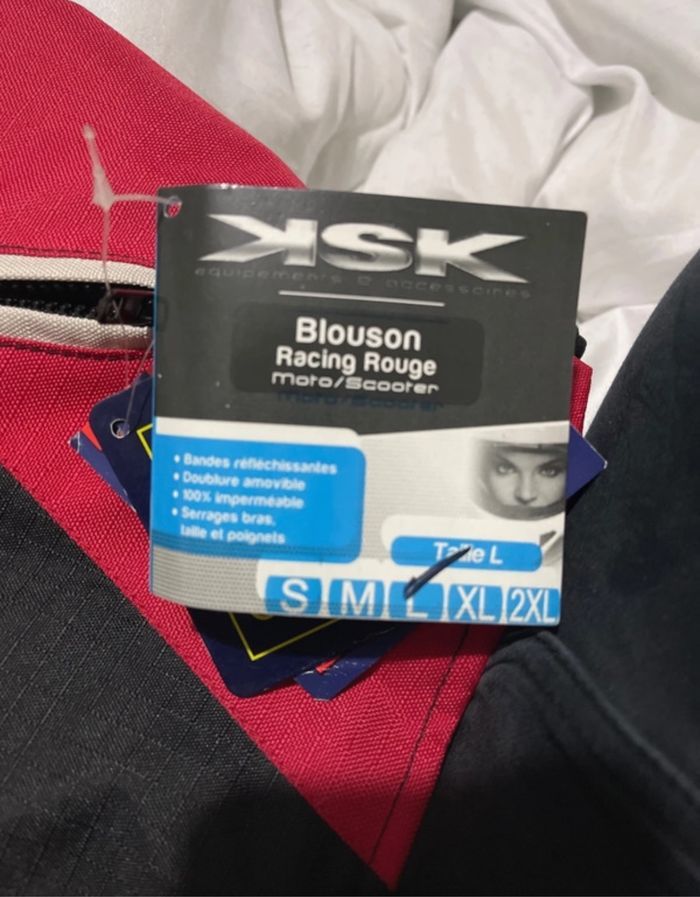 KSK
equipements & accessoires
Blouson
Racing Rouge
Moto/Scooter
• Bandes réfléchissantes
• Doublure amovible
• 100% imperméable
• Serrages bras,
taille et poignets
Taille L
S M L XL 2XL